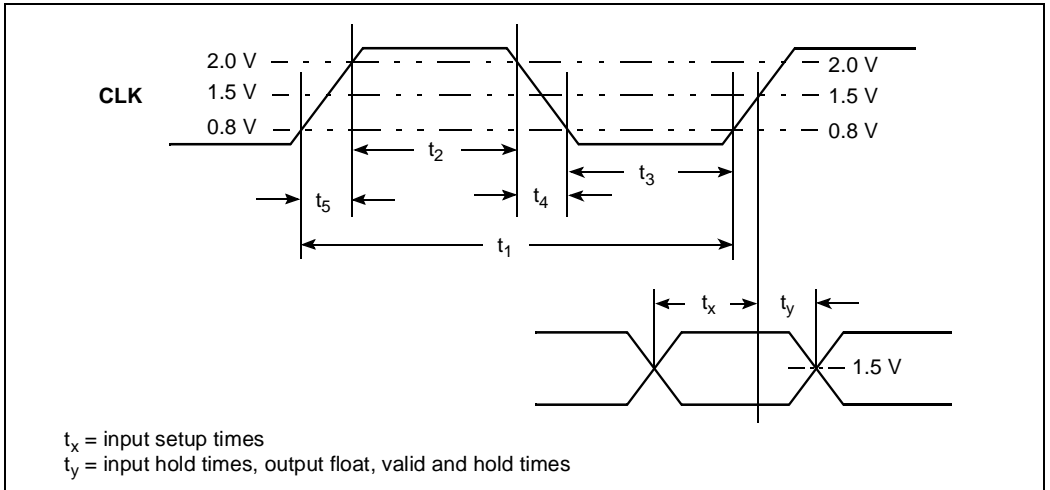 2.0 V 2.0 V
CLK 1.5 V 1.5 V
0.8 V 0.8 V
t2
t3
t5 t4
t1
tx ty
1.5 V
tx = input setup times
ty = input hold times, output float, valid and hold times